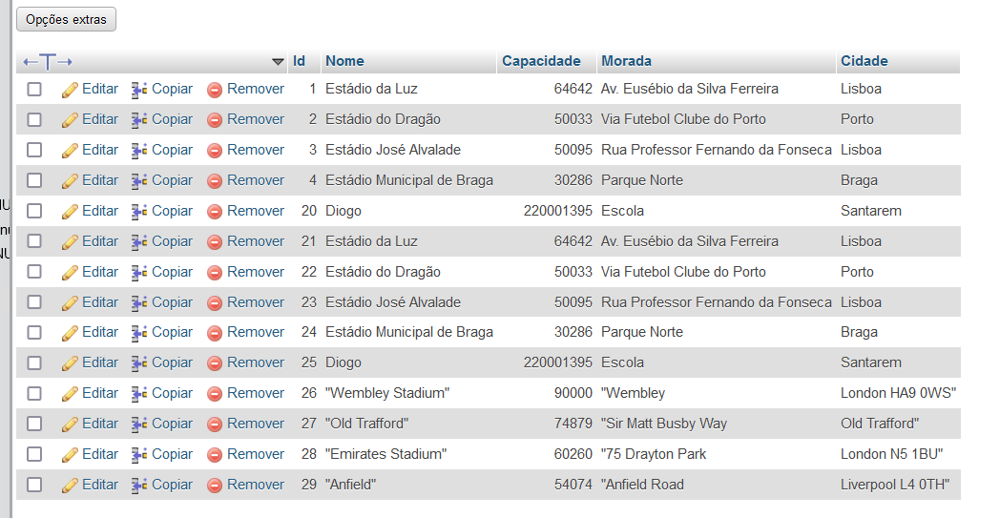 Opções extras
Id Nome Capacidade Morada Cidade
Editar Copiar Remover 1 Estádio da Luz 64642 Av. Eusébio da Silva Ferreira Lisboa
Editar Copiar Remover 2 Estádio do Dragão 50033 Via Futebol Clube do Porto Porto
Editar Copiar Remover 3 Estádio José Alvalade 50095 Rua Professor Fernando da Fonseca Lisboa
Editar Copiar Remover 4 Estádio Municipal de Braga 30286 Parque Norte Braga
Editar Copiar Remover 20 Diogo 220001395 Escola Santarem
Editar Copiar Remover 21 Estádio da Luz 64642 Av. Eusébio da Silva Ferreira Lisboa
Editar Copiar Remover 22 Estádio do Dragão 50033 Via Futebol Clube do Porto Porto
Editar Copiar Remover 23 Estádio José Alvalade 50095 Rua Professor Fernando da Fonseca Lisboa
Editar Copiar Remover 24 Estádio Municipal de Braga 30286 Parque Norte Braga
Editar Copiar Remover 25 Diogo 220001395 Escola Santarem
Editar Copiar Remover 26 "Wembley Stadium" 90000 "Wembley London HA9 0WS"
Editar Copiar Remover 27 "Old Trafford" 74879 "Sir Matt Busby Way Old Trafford"
Editar Copiar Remover 28 "Emirates Stadium" 60260 "75 Drayton Park London N5 1BU"
Editar Copiar Remover 29 "Anfield" 54074 "Anfield Road Liverpool L4 0TH"